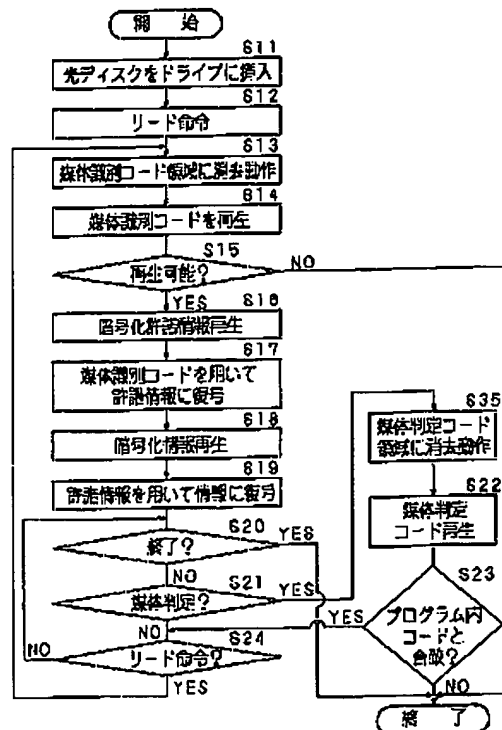 開 始
S11
光ディスクをドライブに挿入
S12
リード命令
S13
媒体識別コード領域に消去動作
S14
媒体識別コードを再生
S15
再生可能?
NO
YES
S16
暗号化許諾情報再生
S17
媒体識別コードを用いて
許諾情報に復号
S18
暗号化情報再生
S19
許諾情報を用いて情報に復号
S20
終了?
YES
NO
S21
媒体判定?
YES
NO
S24
リード命令?
NO
YES
S35
媒体判定コード
領域に消去動作
S22
媒体判定
コード再生
S23
プログラム内
コードと
合致?
YES
NO
終 了